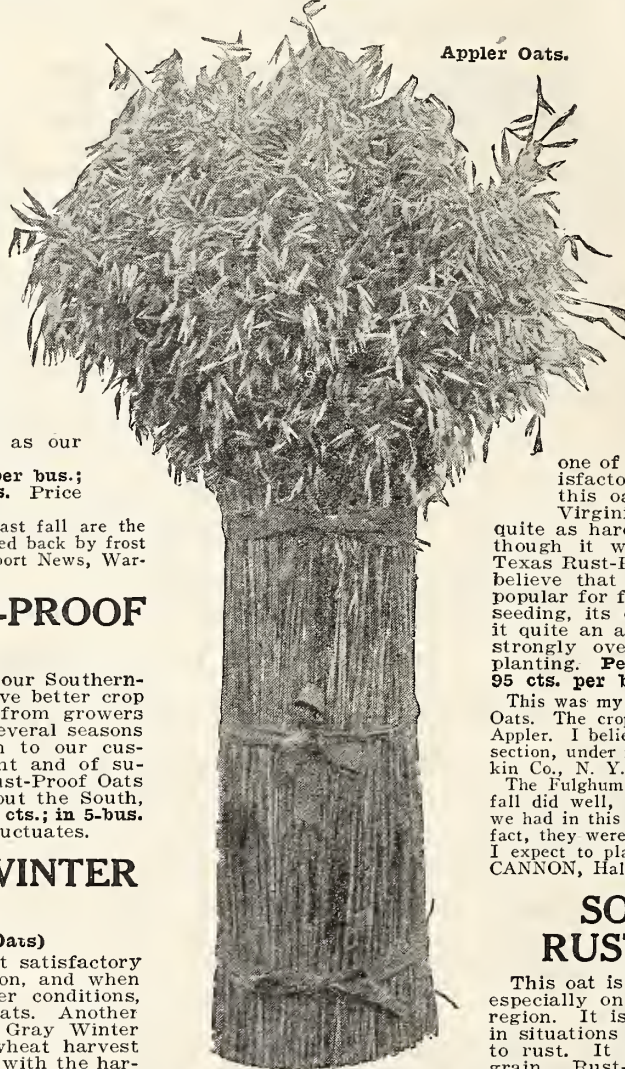 Appler Oats.
as our
per bus.;
s. Price
ast fall are the
ed back by frost
port News, War-
-PROOF
our Southern-
ve better crop
from growers
everal seasons
n to our cus-
nt and of su-
ust-Proof Oats
out the South,
cts.; in 5-bus.
uctuates.
WINTER
Oats)
t satisfactory
on, and when
er conditions,
eats. Another
Gray Winter
wheat harvest
with the har-
one of
isfacto
this oa
Virgini
quite as hard
though it w
Texas Rust-P
believe that
popular for f
seeding, its
it quite an a
strongly ove
planting. Pe
95 cts. per b
This was my
Oats. The crop
Appler. I belie
section, under
kin Co., N. Y.
The Fulghum
fall did well,
we had in this
fact, they were
I expect to pla
CANNON, Hal
SO
RUST
This oat is
especially on
region. It is
in situations
to rust. It
grain. Rust-